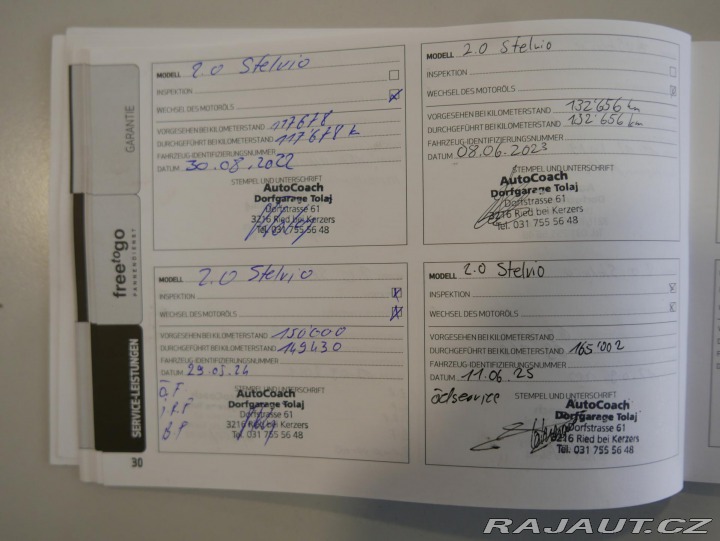 GARANTIE
freetogo
PANNENDIENST
SERVICE-LEISTUNGEN
MODELL 2.0 Stelvio
INSPEKTION
WECHSEL DES MOTORÖLS
VORGESEHEN BEI KILOMETERSTAND 117678
DURCHGEFÜHRT BEI KILOMETERSTAND 117'678 k
FAHRZEUG-IDENTIFIZIERUNGSNUMMER
DATUM 30.08.2022
STEMPEL UND UNTERSCHRIFT
AutoCoach
Dorfgarage Tolaj
Dorfstrasse 61
3216 Ried bei Kerzers
Tel. 031 755 56 48
MODELL 2.0 Stelvio
INSPEKTION
WECHSEL DES MOTORÖLS
VORGESEHEN BEI KILOMETERSTAND 132'656 km
DURCHGEFÜHRT BEI KILOMETERSTAND 132'656 km
FAHRZEUG-IDENTIFIZIERUNGSNUMMER
DATUM 08.06.2023
STEMPEL UND UNTERSCHRIFT
AutoCoach
Dorfgarage Tolaj
Dorfstrasse 61
3216 Ried bei Kerzers
Tel. 031 755 56 48
MODELL 2.0 Stelvio
INSPEKTION
WECHSEL DES MOTORÖLS
VORGESEHEN BEI KILOMETERSTAND 150000
DURCHGEFÜHRT BEI KILOMETERSTAND 149430
FAHRZEUG-IDENTIFIZIERUNGSNUMMER
DATUM 29.05.24
STEMPEL UND UNTERSCHRIFT
Ö.F
I.R.F
B.P
AutoCoach
Dorfgarage Tolaj
Dorfstrasse 61
3216 Ried bei Kerzers
Tel. 031 755 56 48
MODELL 2.0 Stelvio
INSPEKTION
WECHSEL DES MOTORÖLS
VORGESEHEN BEI KILOMETERSTAND
DURCHGEFÜHRT BEI KILOMETERSTAND 165'002
FAHRZEUG-IDENTIFIZIERUNGSNUMMER
DATUM 11.06.25
ödservice STEMPEL UND UNTERSCHRIFT
AutoCoach
Dorfgarage Tolaj
Dorfstrasse 61
3216 Ried bei Kerzers
Tel. 031 755 56 48
30
RAJAUT.CZ